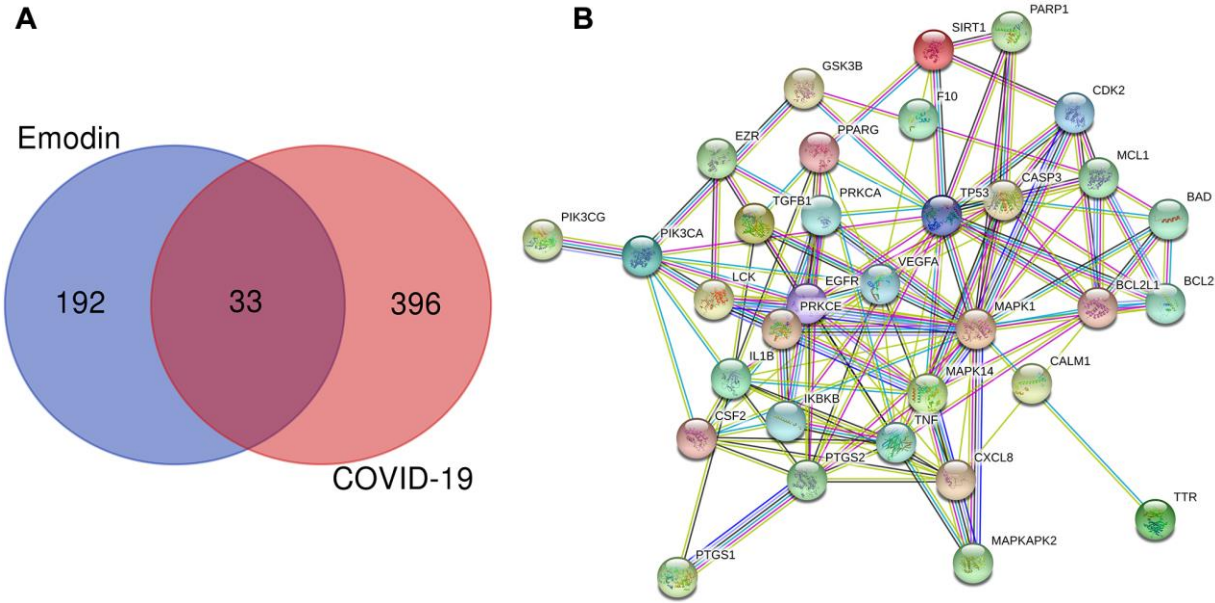 A
B
Emodin
192
33
396
COVID-19
PARP1
SIRT1
GSK3B
F10
CDK2
EZR
PPARG
MCL1
CASP3
TP53
PRKCA
TGFB1
BAD
PIK3CG
PIK3CA
VEGFA
LCK
EGFR
BCL2
BCL2L1
PRKCE
MAPK1
IL1B
MAPK14
CALM1
IKBKB
CSF2
TNF
PTGS2
CXCL8
TTR
PTGS1
MAPKAPK2